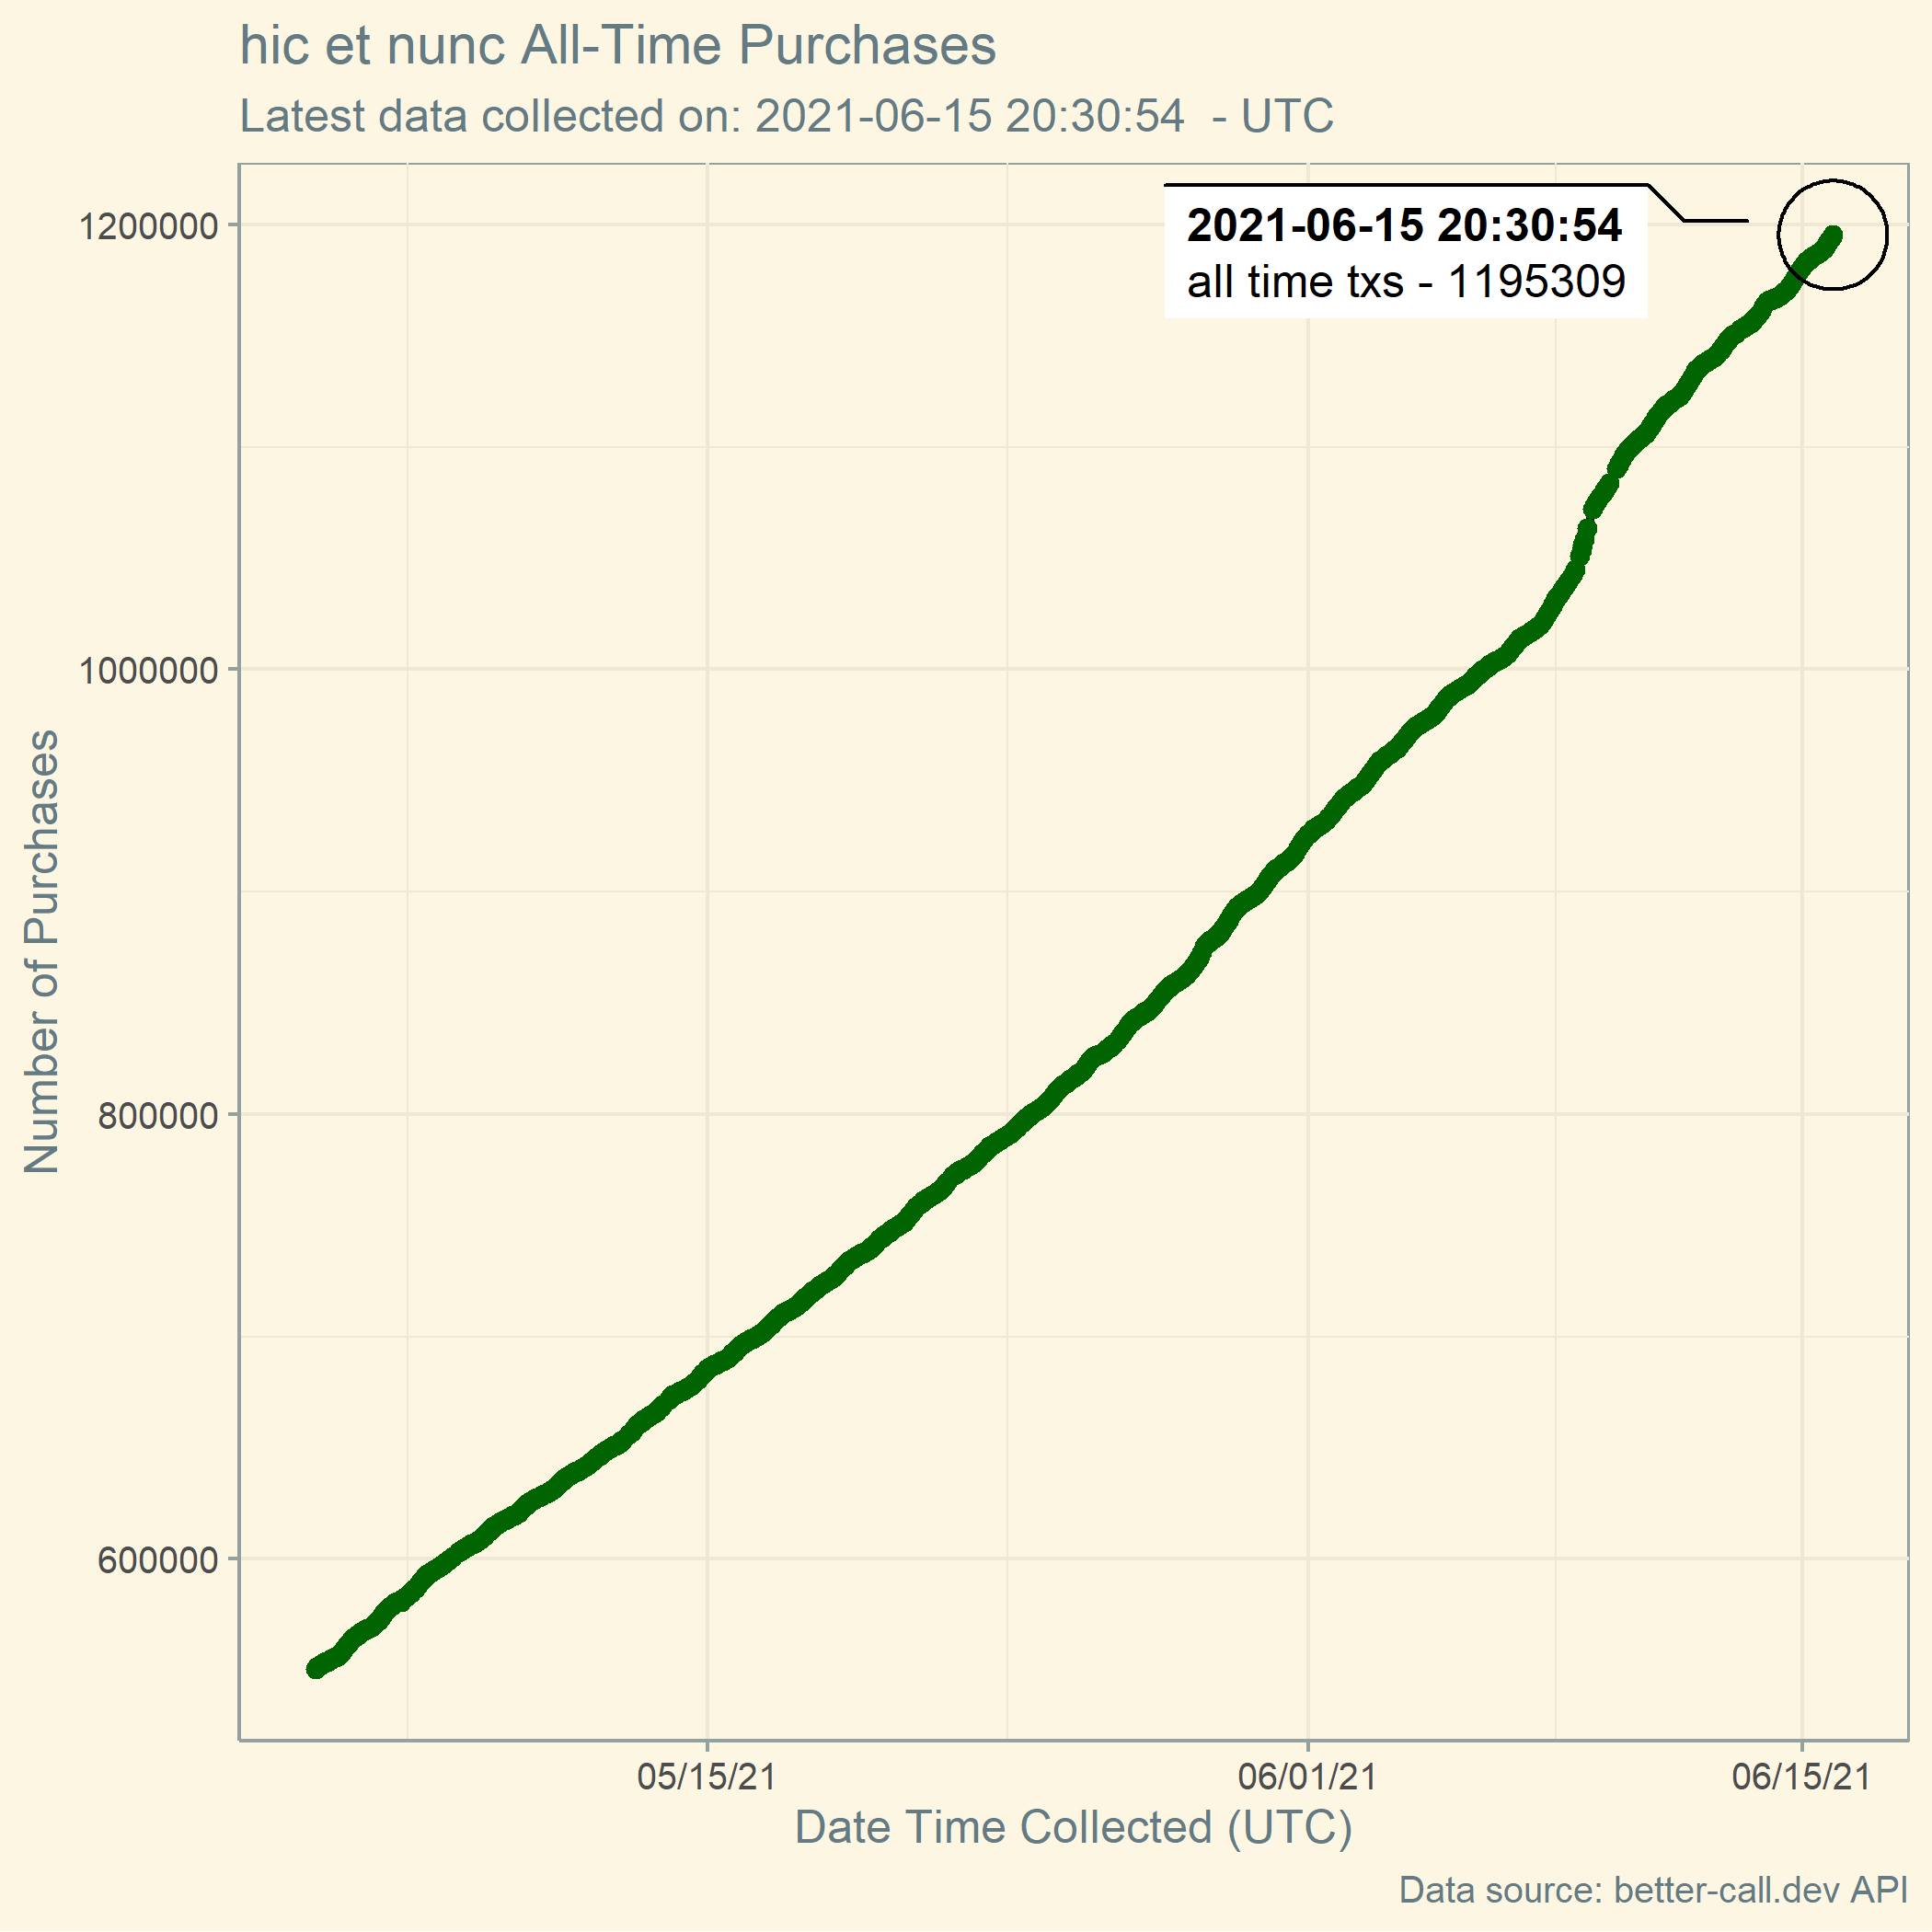 hic et nunc All-Time Purchases
Latest data collected on: 2021-06-15 20:30:54  - UTC
2021-06-15 20:30:54
all time txs - 1195309
Number of Purchases
1200000
1000000
800000
600000
05/15/21
06/01/21
06/15/21
Date Time Collected (UTC)
Data source: better-call.dev API